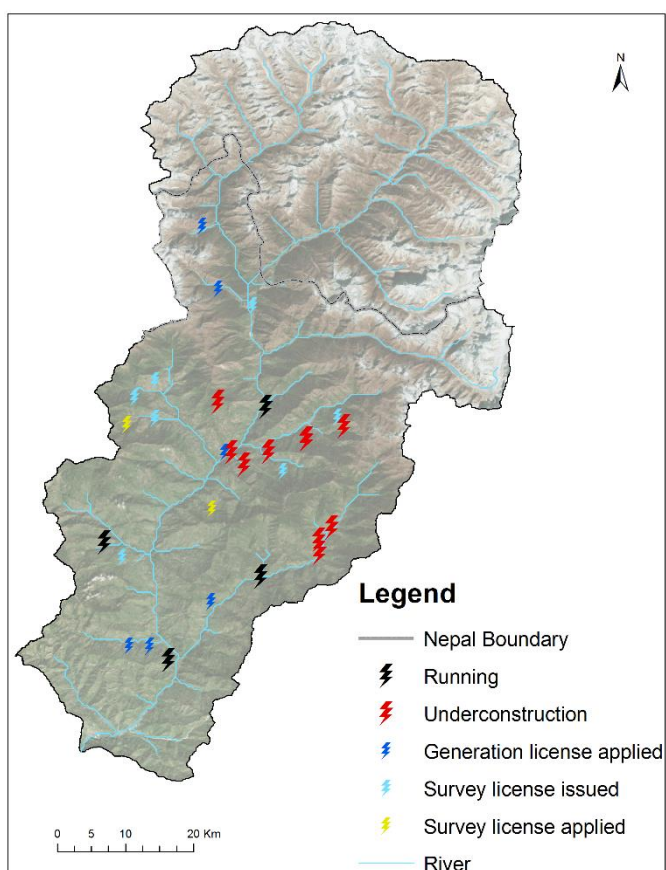 N
Legend
Nepal Boundary
Running
Underconstruction
Generation license applied
Survey license issued
Survey license applied
River
0 5 10 20 Km